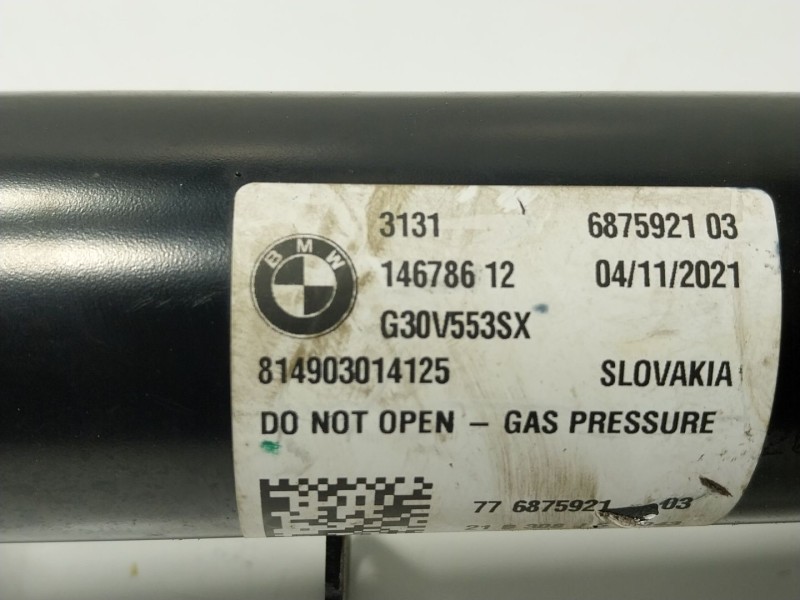 3131 6875921 03
BMW
146786 12 04/11/2021
G30V553SX
814903014125 SLOVAKIA
DO NOT OPEN - GAS PRESSURE
77 6875921 03